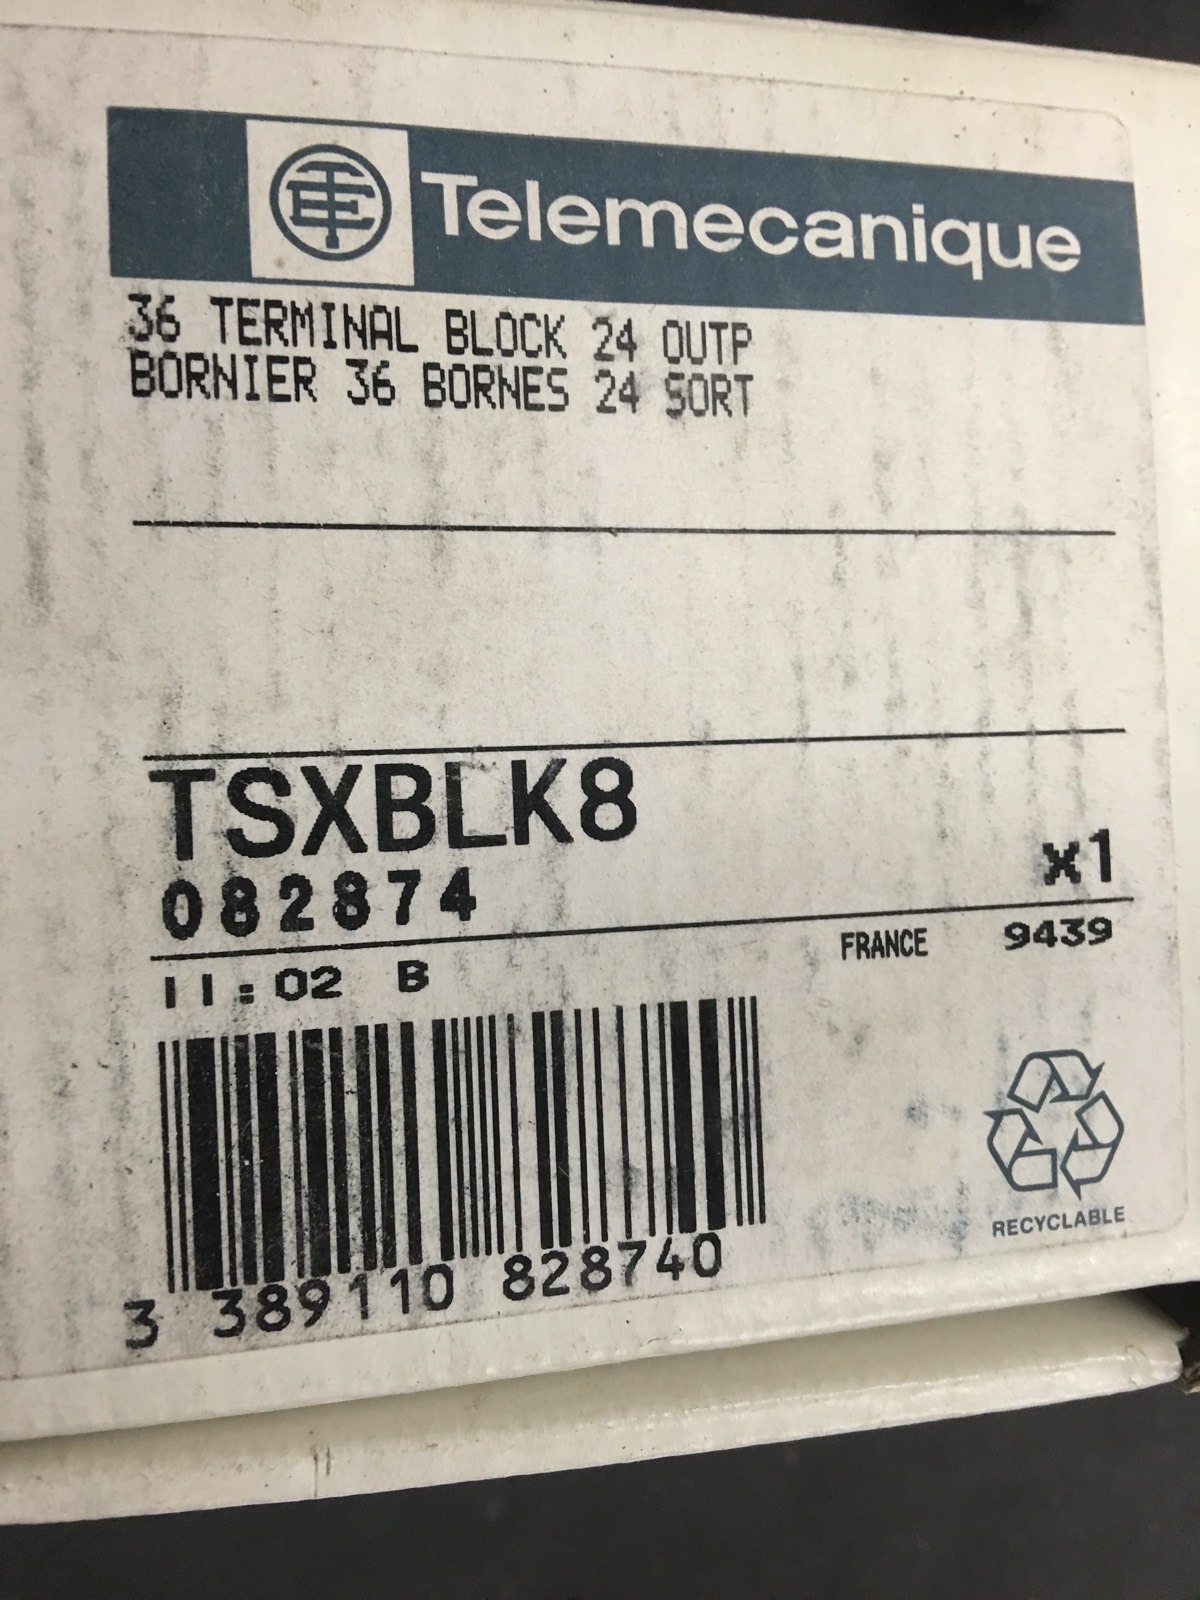 Telemecanique
36 TERMINAL BLOCK 24 OUTP
BORNIER 36 BORNES 24 SORT
TSXBLK8
082874
x1
11:02 B
FRANCE
9439
3 389110 828740
RECYCLABLE